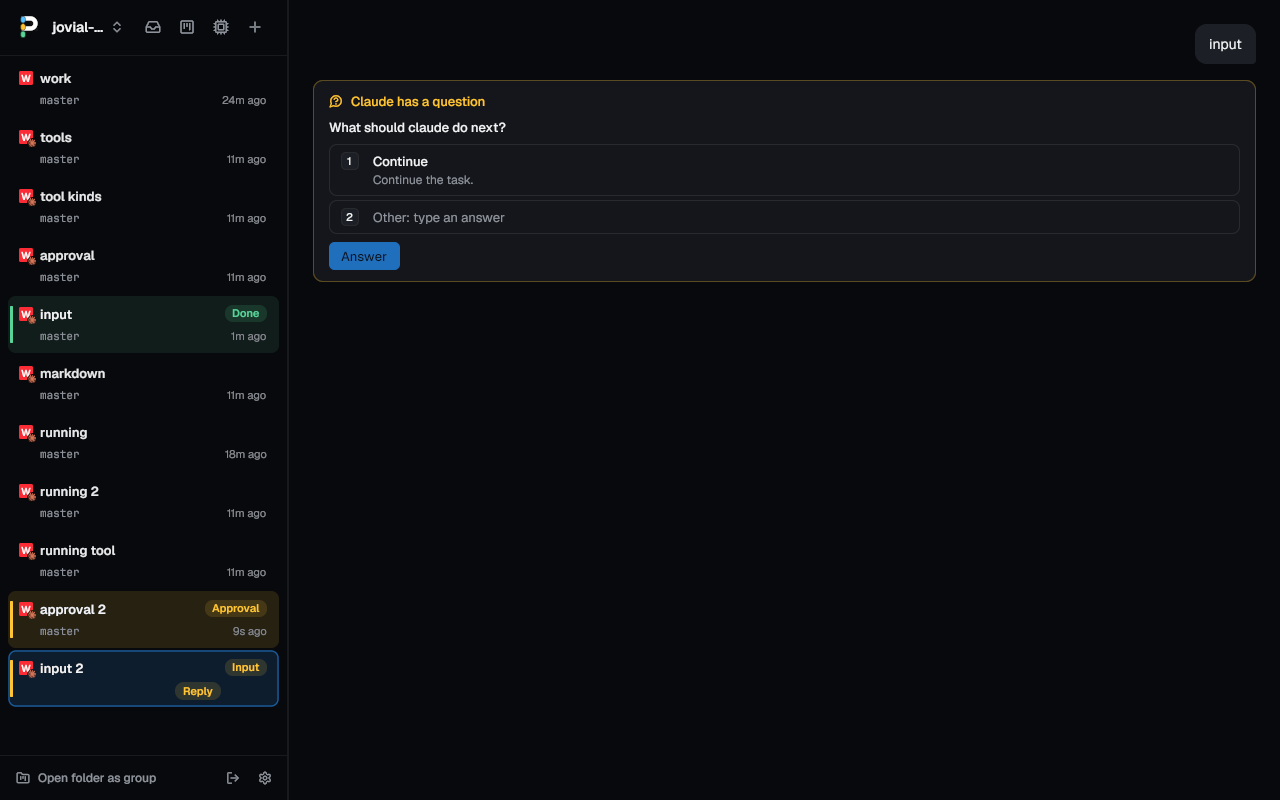 jovial-...
W work
master 24m ago
W tools
master 11m ago
W tool kinds
master 11m ago
W approval
master 11m ago
W input Done
master 1m ago
W markdown
master 11m ago
W running
master 18m ago
W running 2
master 11m ago
W running tool
master 11m ago
W approval 2 Approval
master 9s ago
W input 2 Input
Reply
Open folder as group
input
Claude has a question
What should claude do next?
1 Continue
Continue the task.
2 Other: type an answer
Answer